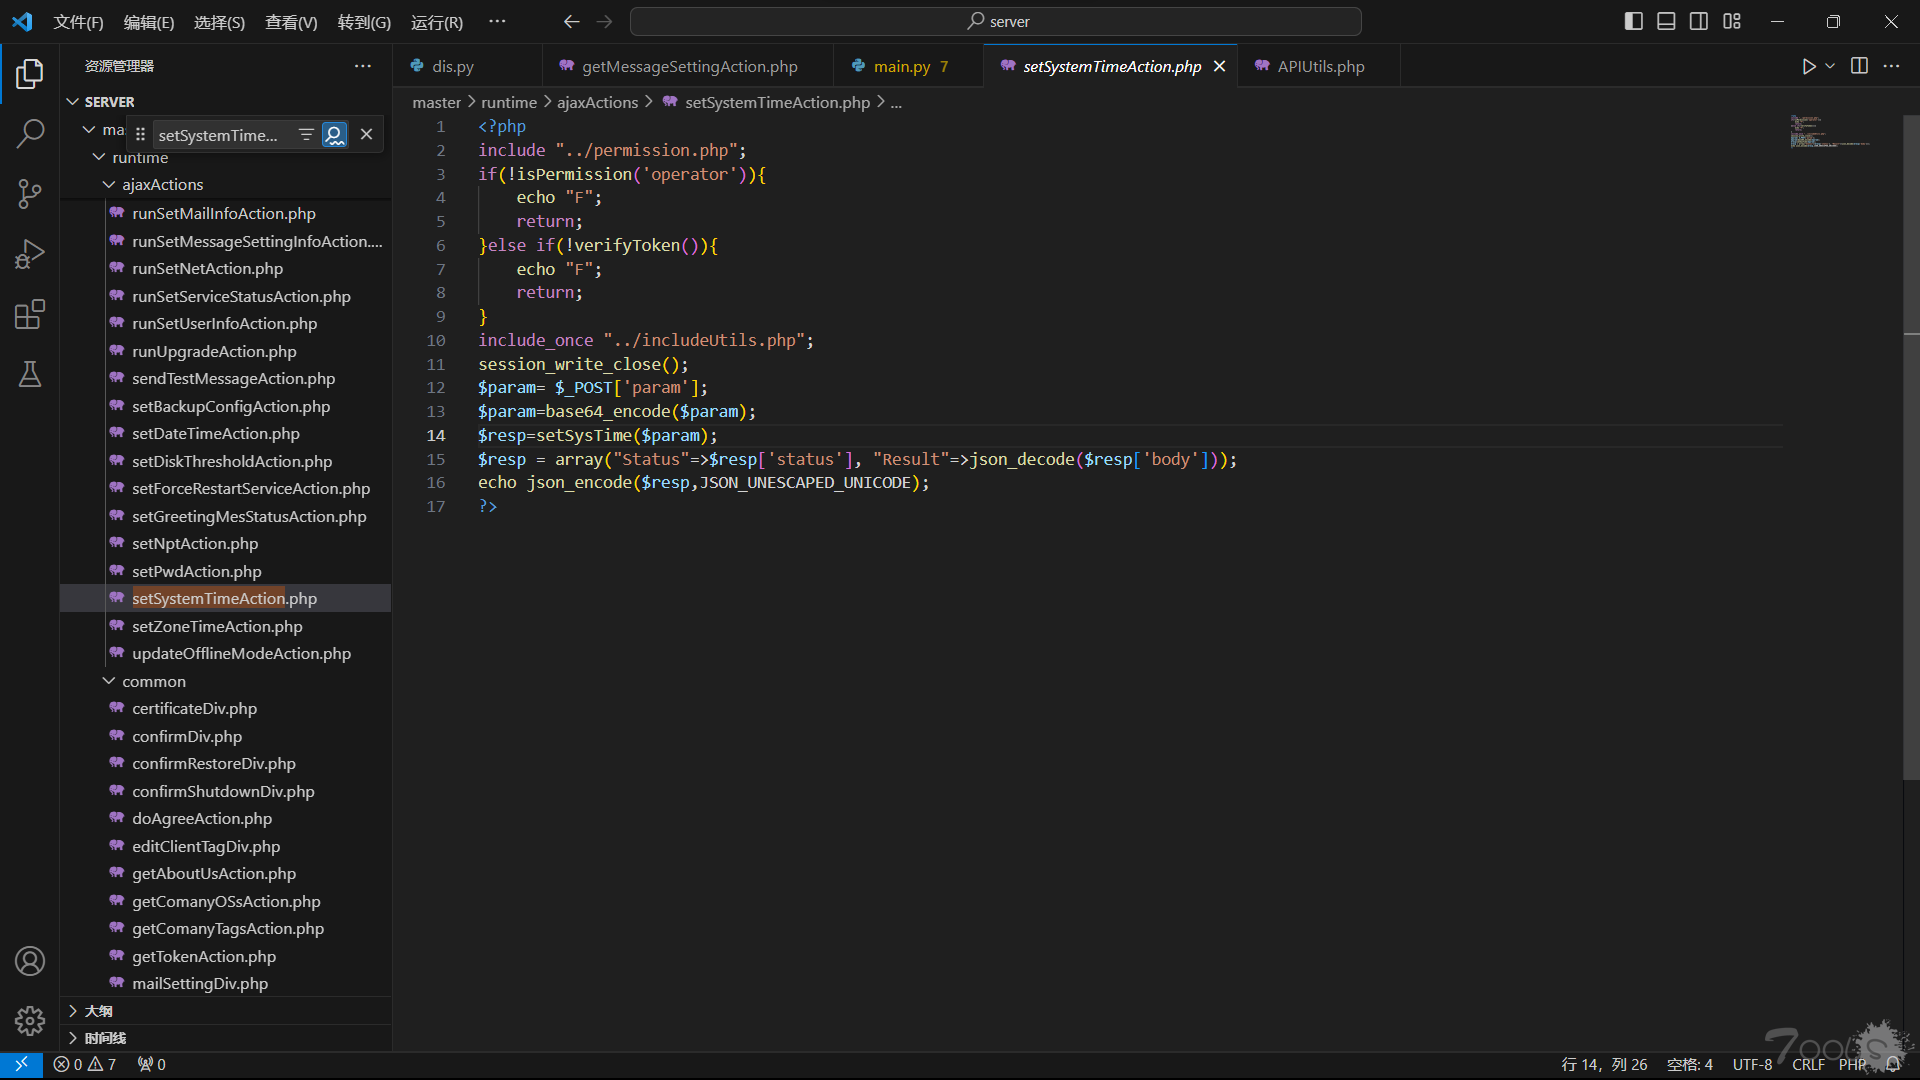 文件(F) 编辑(E) 选择(S) 查看(V) 转到(G) 运行(R) ··· server
资源管理器 ···
dis.py getMessageSettingAction.php main.py 7 setSystemTimeAction.php APIUtils.php
SERVER
ma
setSystemTime...
runtime
ajaxActions
runSetMailInfoAction.php
runSetMessageSettingInfoAction....
runSetNetAction.php
runSetServiceStatusAction.php
runSetUserInfoAction.php
runUpgradeAction.php
sendTestMessageAction.php
setBackupConfigAction.php
setDateTimeAction.php
setDiskThresholdAction.php
setForceRestartServiceAction.php
setGreetingMesStatusAction.php
setNptAction.php
setPwdAction.php
setSystemTimeAction.php
setZoneTimeAction.php
updateOfflineModeAction.php
common
certificateDiv.php
confirmDiv.php
confirmRestoreDiv.php
confirmShutdownDiv.php
doAgreeAction.php
editClientTagDiv.php
getAboutUsAction.php
getComanyOSsAction.php
getComanyTagsAction.php
getTokenAction.php
mailSettingDiv.php
大纲
时间线
master > runtime > ajaxActions > setSystemTimeAction.php > ...
1 <?php
2 include "../permission.php";
3 if(!isPermission('operator')){
4 echo "F";
5 return;
6 }else if(!verifyToken()){
7 echo "F";
8 return;
9 }
10 include_once "../includeUtils.php";
11 session_write_close();
12 $param= $_POST['param'];
13 $param=base64_encode($param);
14 $resp=setSysTime($param);
15 $resp = array("Status"=>$resp['status'], "Result"=>json_decode($resp['body']));
16 echo json_encode($resp,JSON_UNESCAPED_UNICODE);
17 ?>
0 7 0
行 14，列 26 空格: 4 UTF-8 CRLF PHP
7ooLS